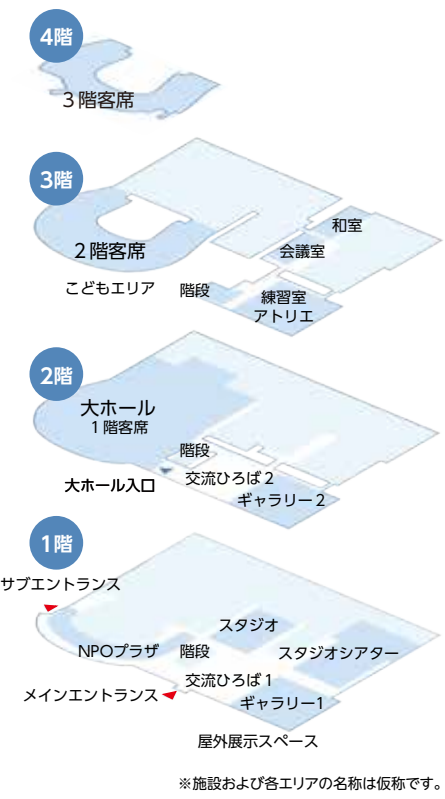 4階
3階客席
3階
和室
2階客席
会議室
こどもエリア
階段
練習室
アトリエ
2階
大ホール
1階客席
階段
交流ひろば2
大ホール入口
ギャラリー2
1階
サブエントランス
スタジオ
NPOプラザ
階段
スタジオシアター
交流ひろば1
メインエントランス
ギャラリー1
屋外展示スペース
※施設および各エリアの名称は仮称です。